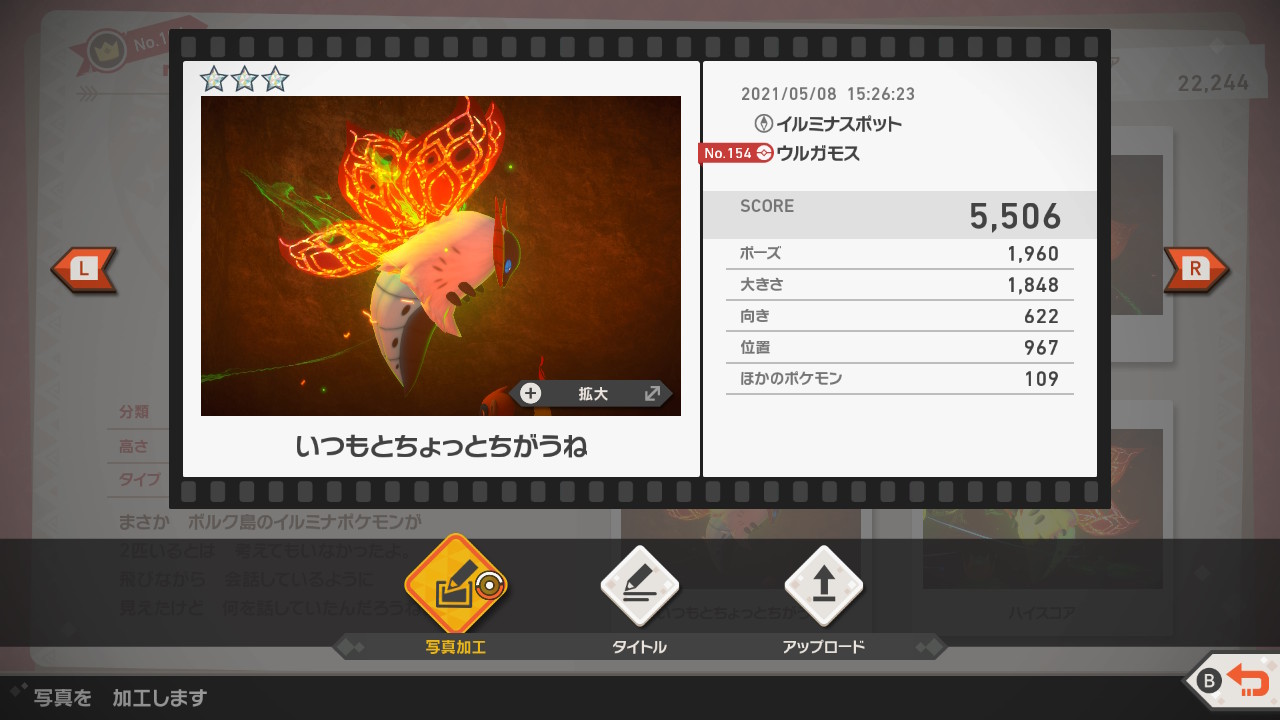 No.1
22,244
2021/05/08 15:26:23
イルミナスポット
No.154 ウルガモス
SCORE 5,506
ポーズ 1,960
大きさ 1,848
向き 622
位置 967
ほかのポケモン 109
L
R
+ 拡大
いつもとちょっとちがうね
分類
高さ
タイプ
まさか ボルク島のイルミナポケモンが
2匹いるとは 考えてもいなかったよ。
飛びながら 会話しているように
見えたけど 何を話していたんだろうね
いつもとちょっとちが
ハイスコア
写真加工
タイトル
アップロード
写真を 加工します
B